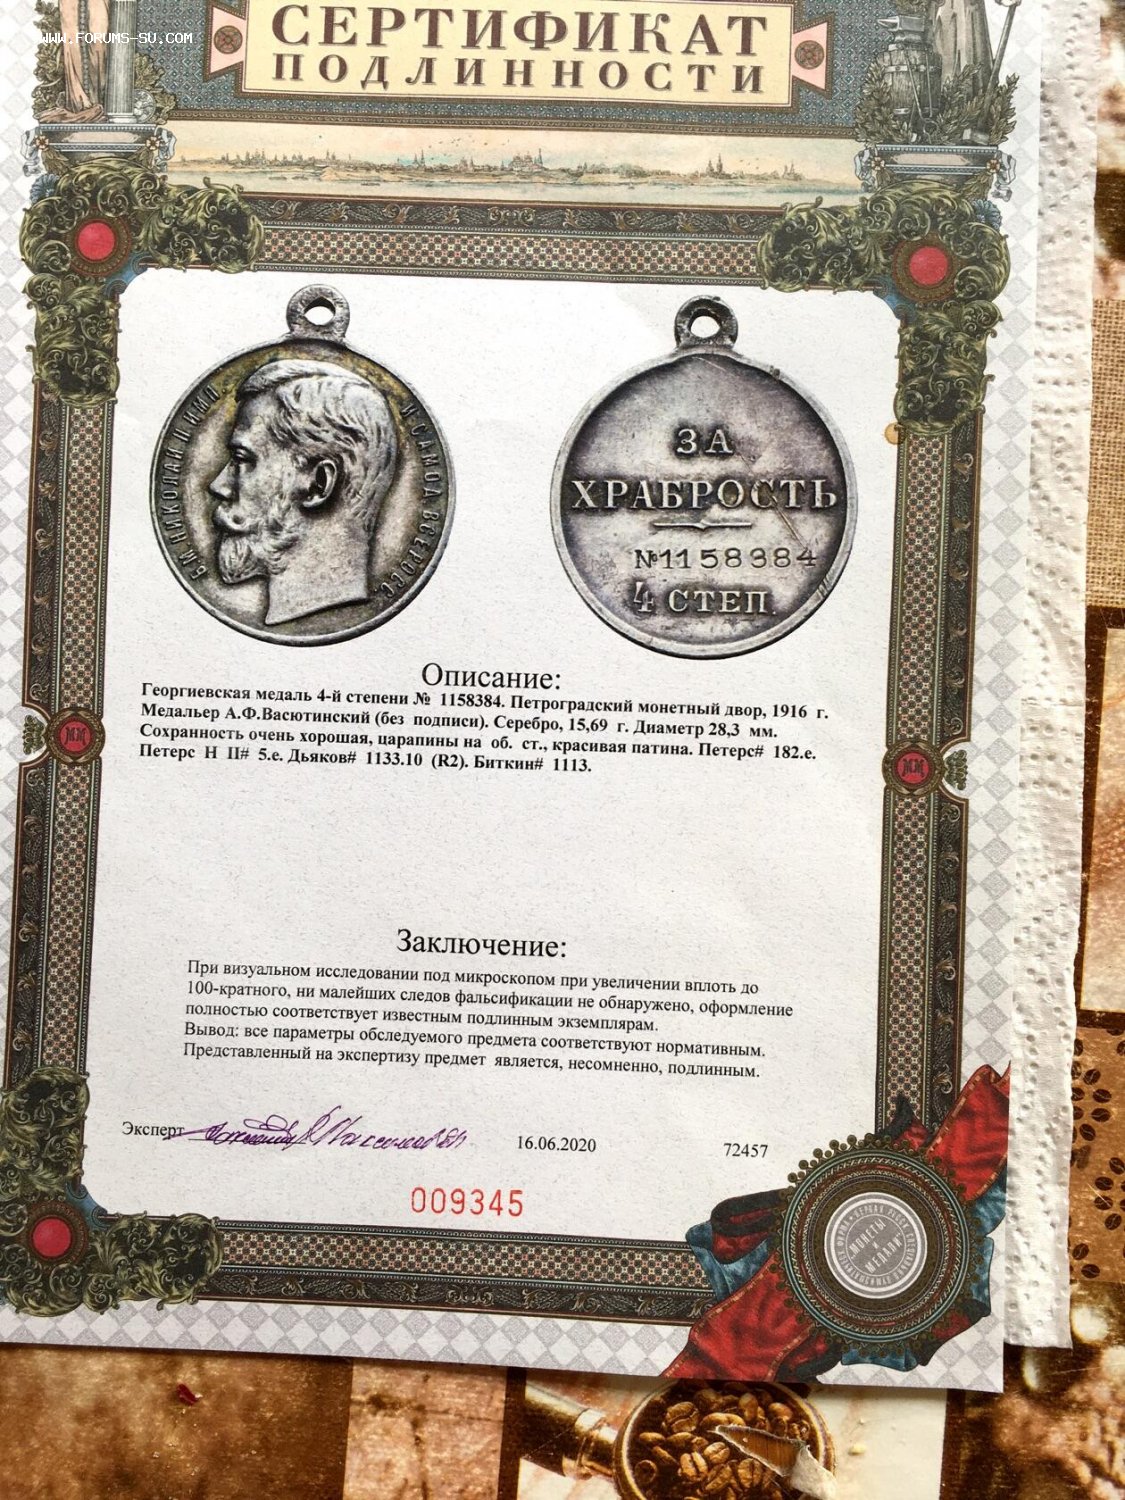 www.forums-su.com
СЕРТИФИКАТ
ПОДЛИННОСТИ
Б.М. НИКОЛАЙ II ИМП. И САМОД. ВСЕРОСС.
ЗА
ХРАБРОСТЬ
№1158384
4 СТЕП.
Описание:
Георгиевская медаль 4-й степени № 1158384. Петроградский монетный двор, 1916 г.
Медальер А.Ф.Васютинский (без подписи). Серебро, 15,69 г. Диаметр 28,3 мм.
Сохранность очень хорошая, царапины на об. ст., красивая патина. Петерс# 182.е.
Петерс Н II# 5.е. Дьяков# 1133.10 (R2). Биткин# 1113.
ММ
ММ
Заключение:
При визуальном исследовании под микроскопом при увеличении вплоть до
100-кратного, ни малейших следов фальсификации не обнаружено, оформление
полностью соответствует известным подлинным экземплярам.
Вывод: все параметры обследуемого предмета соответствуют нормативным.
Представленный на экспертизу предмет является, несомненно, подлинным.
Эксперт
16.06.2020
72457
009345
МОНЕТЫ
И
МЕДАЛИ